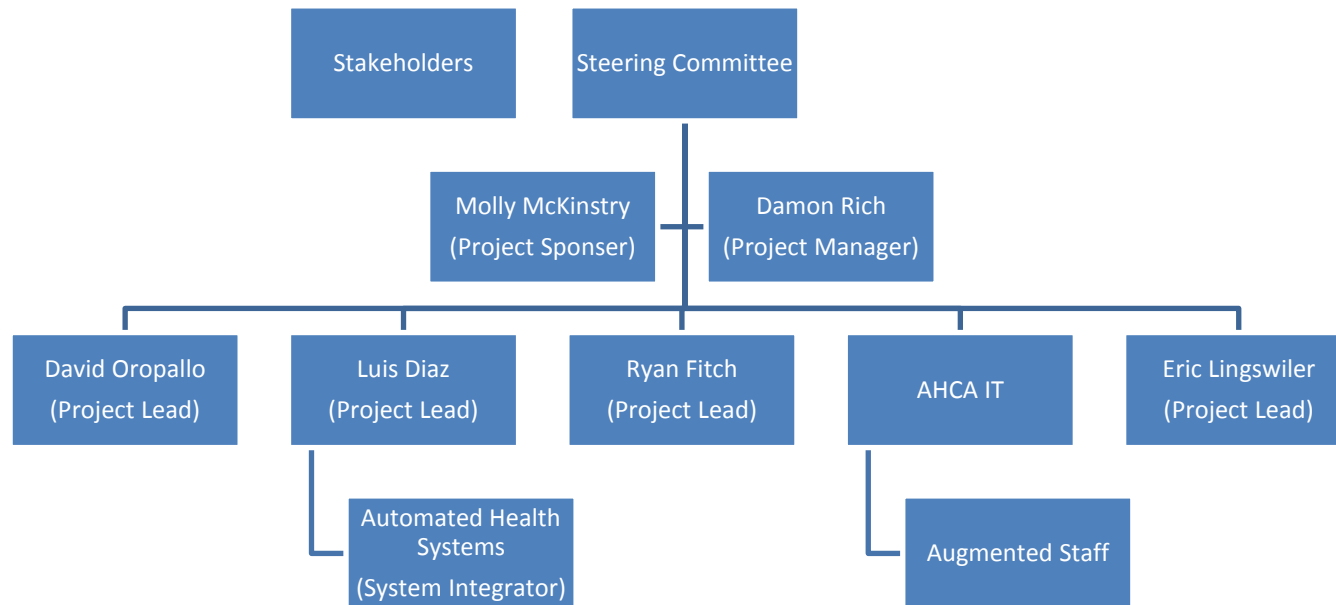 Stakeholders
Steering Committee
Molly McKinstry
(Project Sponser)
Damon Rich
(Project Manager)
David Oropallo
(Project Lead)
Luis Diaz
(Project Lead)
Ryan Fitch
(Project Lead)
AHCA IT
Eric Lingswiler
(Project Lead)
Automated Health
Systems
(System Integrator)
Augmented Staff